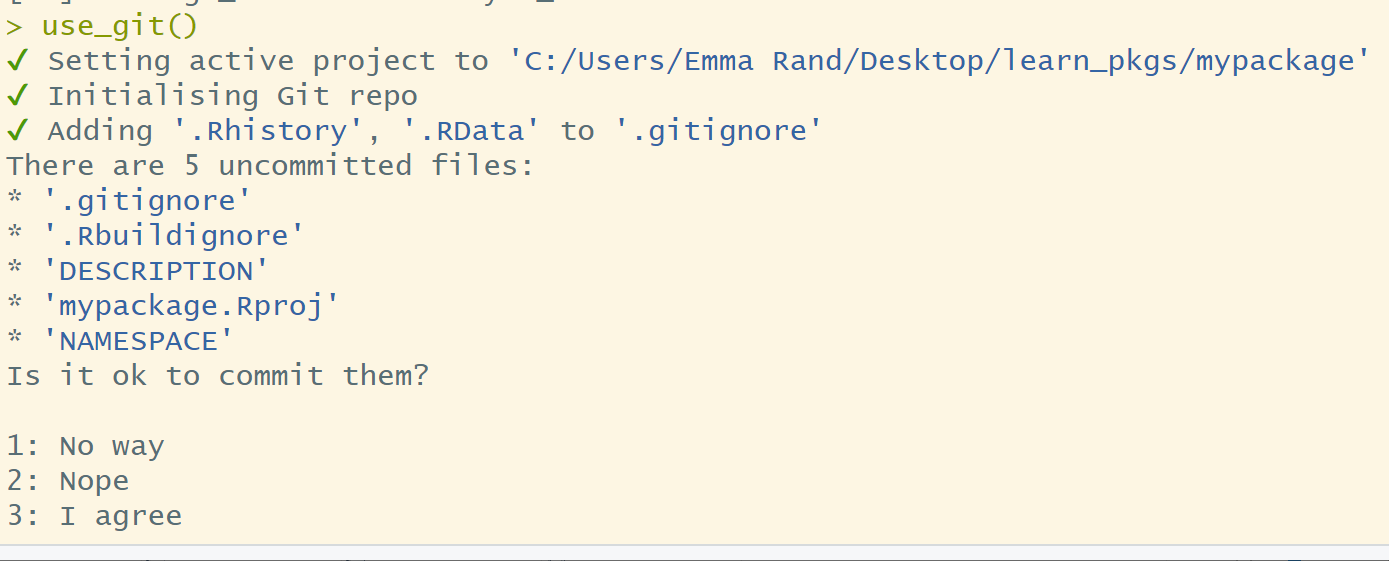 > use_git()
✔ Setting active project to 'C:/Users/Emma Rand/Desktop/learn_pkgs/mypackage'
✔ Initialising Git repo
✔ Adding '.Rhistory', '.RData' to '.gitignore'
There are 5 uncommitted files:
* '.gitignore'
* '.Rbuildignore'
* 'DESCRIPTION'
* 'mypackage.Rproj'
* 'NAMESPACE'
Is it ok to commit them?
1: No way
2: Nope
3: I agree